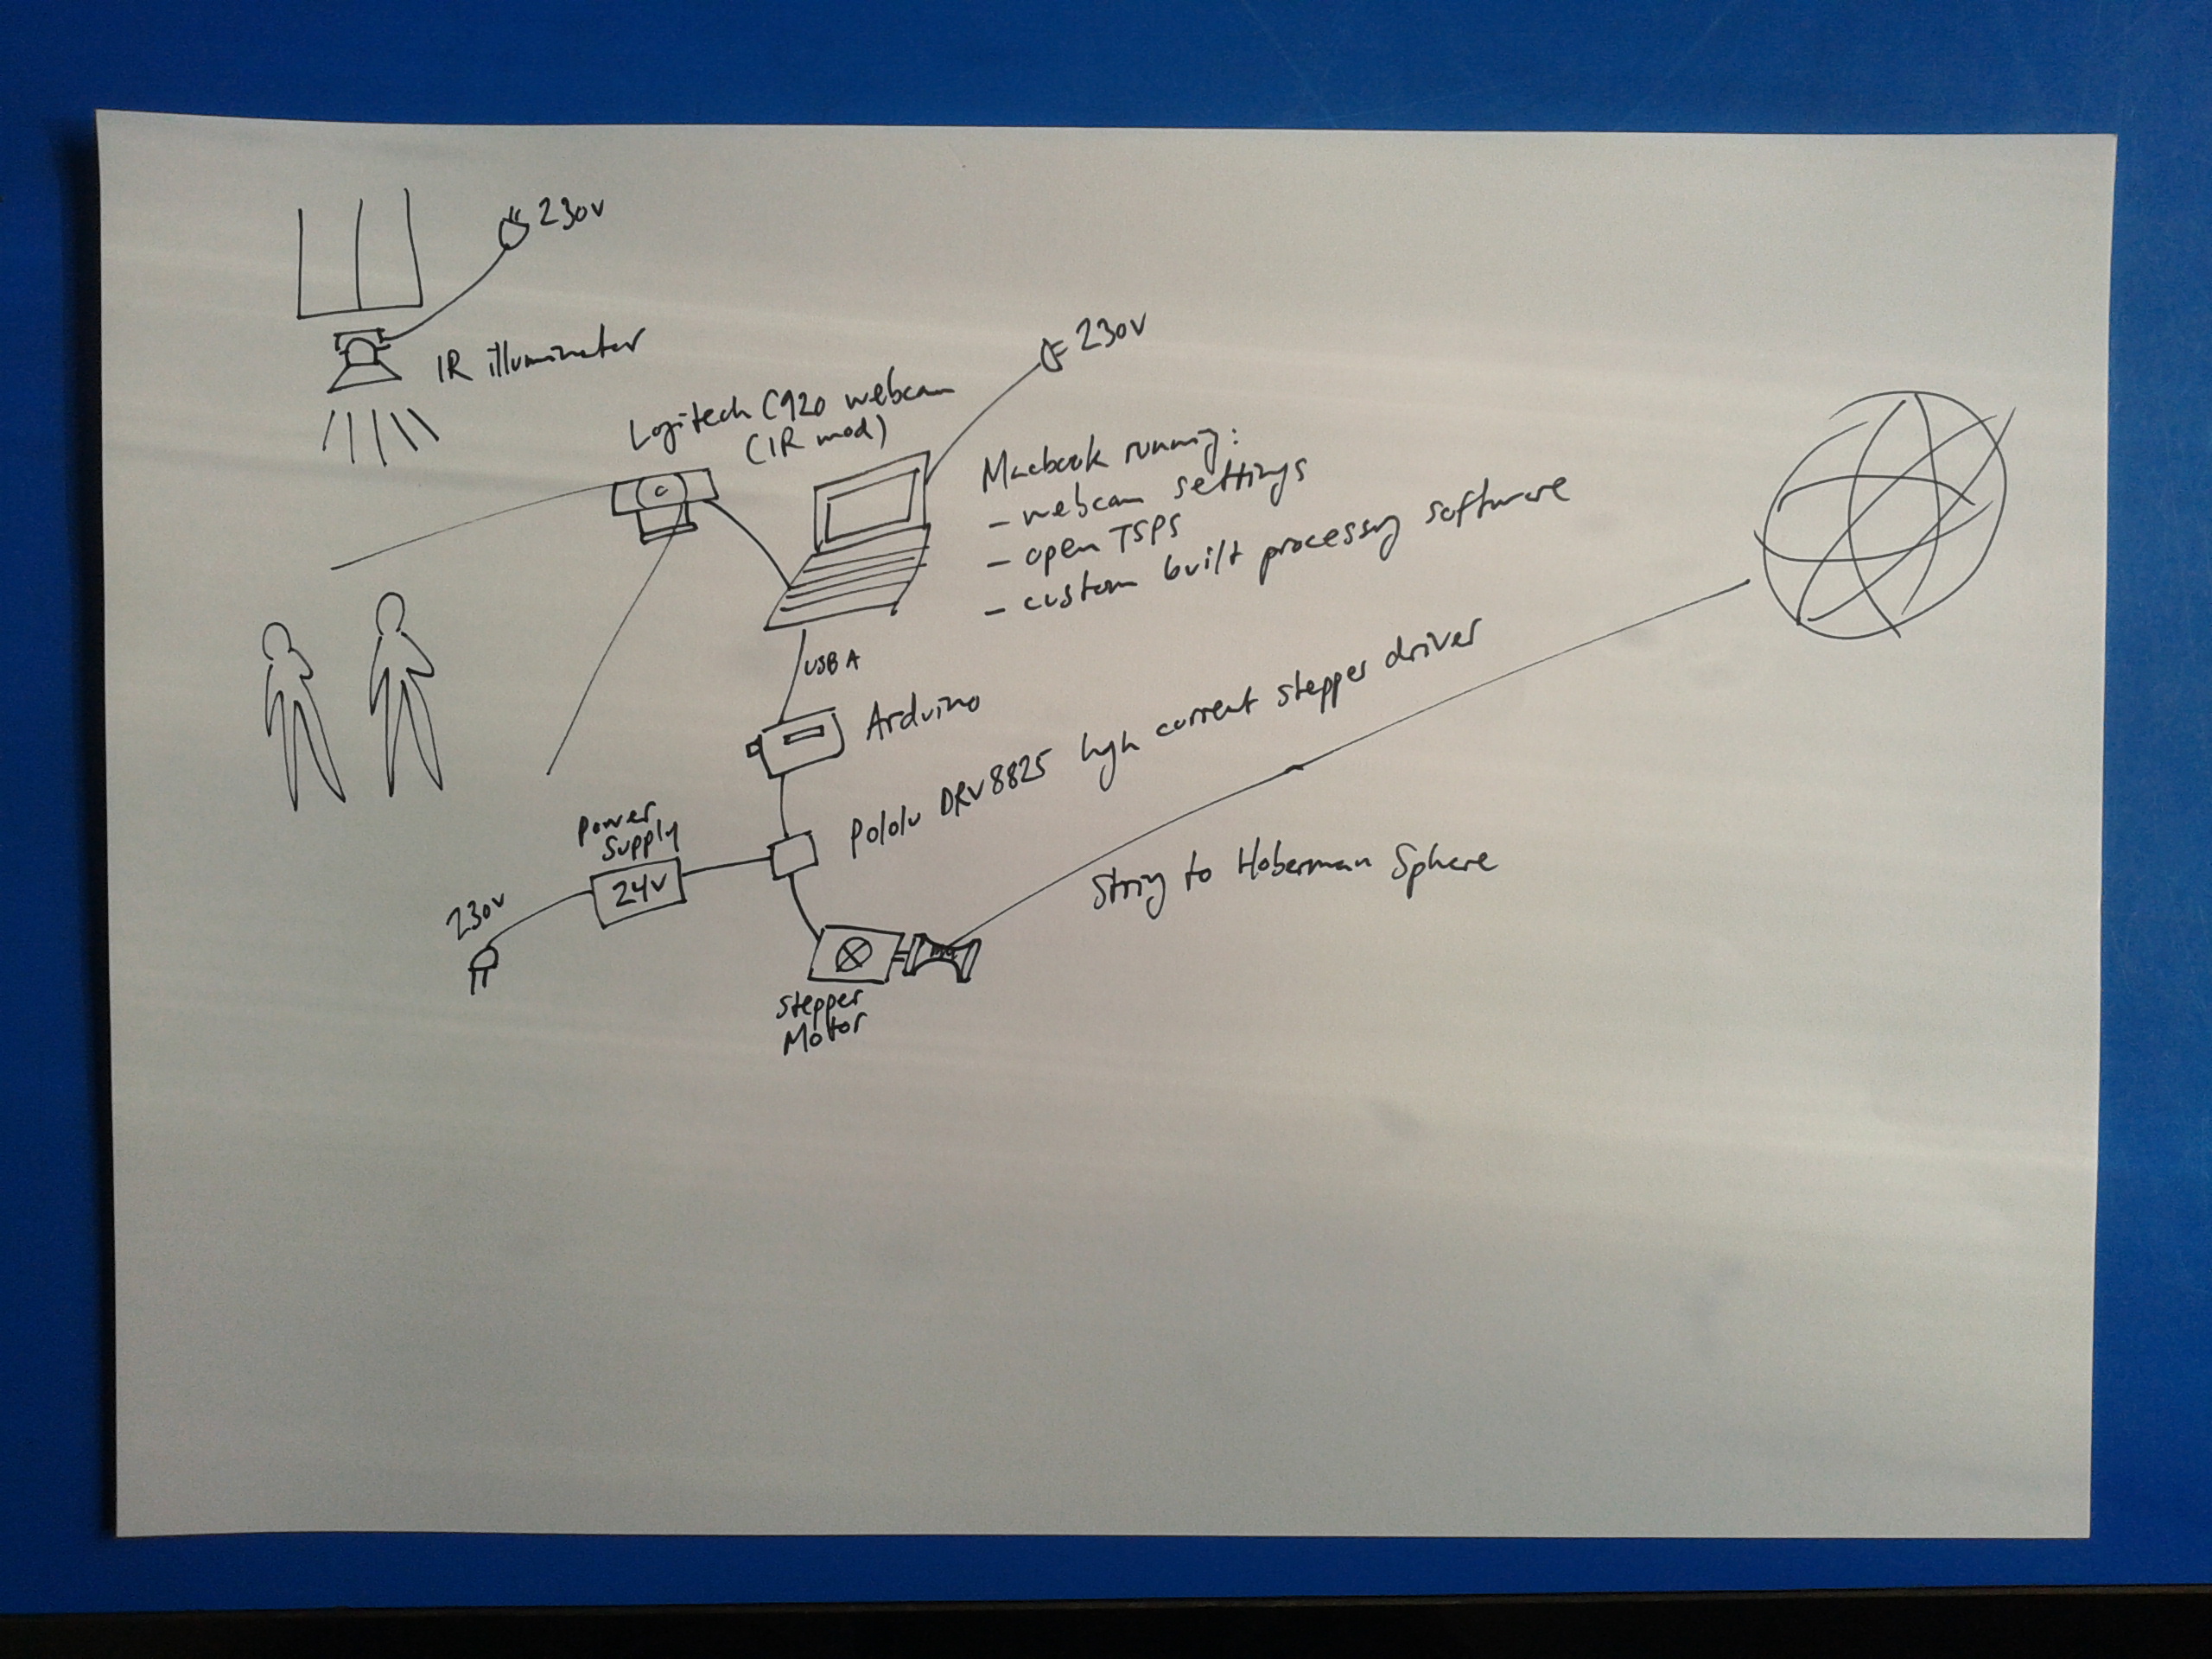 230v
IR illuminator
230v
Logitech C920 webcam
(IR mod)
Macbook running:
- webcam settings
- open TSPS
- custom built processing software
USB A
Arduino
Pololu DRV8825 high current stepper driver
Power
Supply
24v
230v
String to Hoberman Sphere
Stepper
Motor